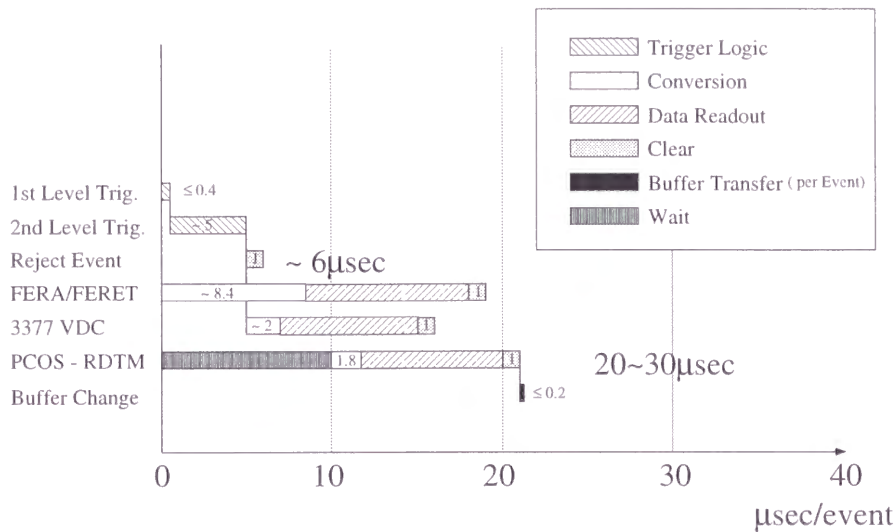 Trigger Logic
Conversion
Data Readout
Clear
Buffer Transfer ( per Event)
Wait
1st Level Trig. ≤0.4
2nd Level Trig. ~ 5
Reject Event 1 ~ 6μsec
FERA/FERET ~ 8.4 1
3377 VDC ~ 2 1
PCOS - RDTM 1.8 1 20~30μsec
Buffer Change ≤0.2
0 10 20 30 40
μsec/event